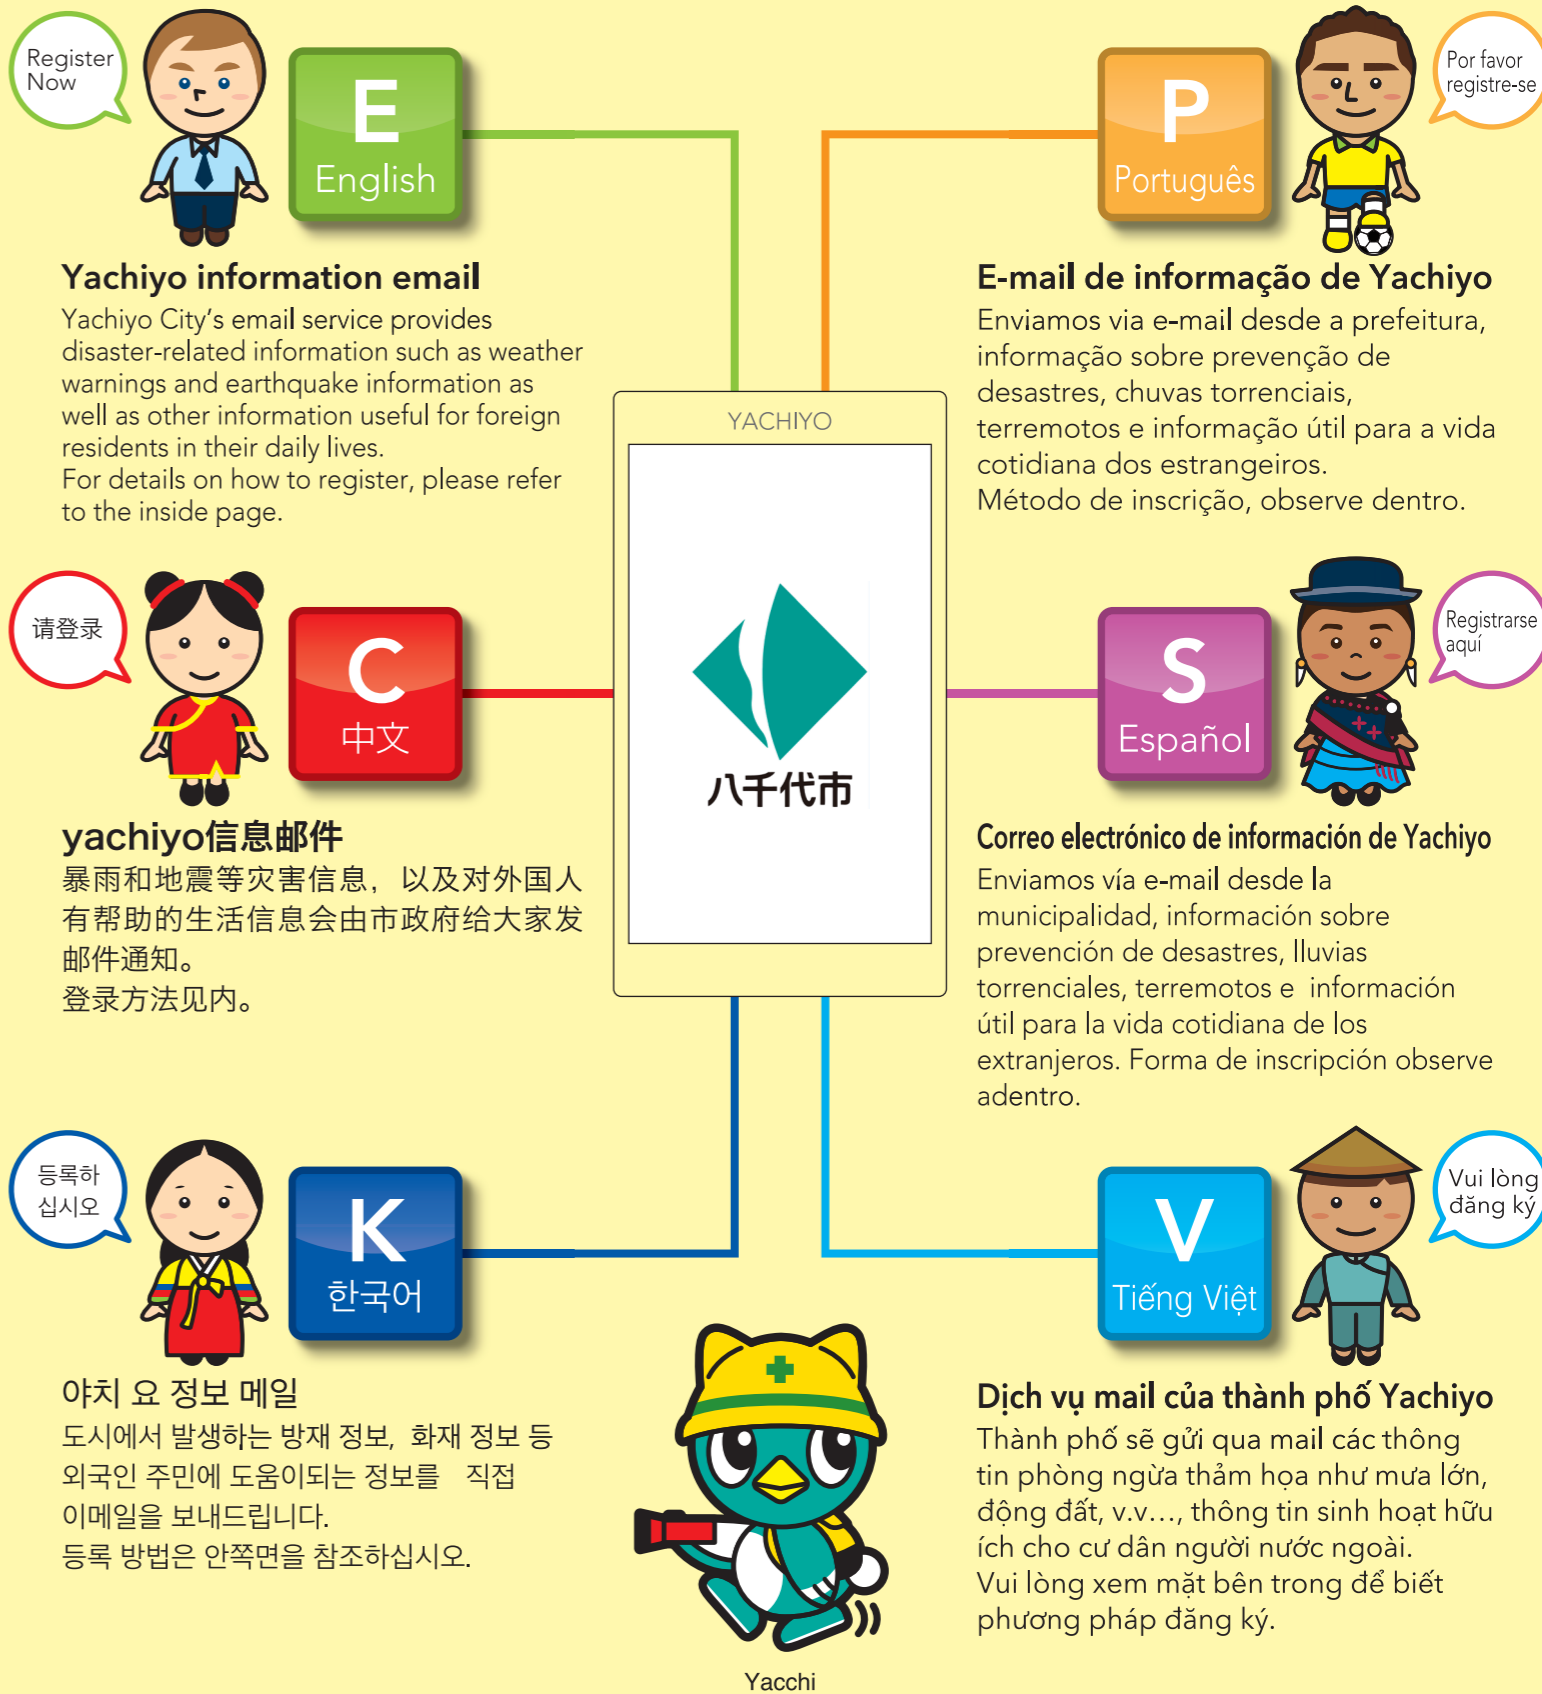 Register
Now
E
English
Yachiyo information email
Yachiyo City's email service provides
disaster-related information such as weather
warnings and earthquake information as
well as other information useful for foreign
residents in their daily lives.
For details on how to register, please refer
to the inside page.
P
Português
Por favor
registre-se
E-mail de informação de Yachiyo
Enviamos via e-mail desde a prefeitura,
informação sobre prevenção de
desastres, chuvas torrenciais,
terremotos e informação útil para a vida
cotidiana dos estrangeiros.
Método de inscrição, observe dentro.
YACHIYO
八千代市
请登录
C
中文
yachiyo信息邮件
暴雨和地震等灾害信息，以及对外国人
有帮助的生活信息会由市政府给大家发
邮件通知。
登录方法见内。
S
Español
Registrarse
aquí
Correo electrónico de información de Yachiyo
Enviamos vía e-mail desde la
municipalidad, información sobre
prevención de desastres, lluvias
torrenciales, terremotos e información
útil para la vida cotidiana de los
extranjeros. Forma de inscripción observe
adentro.
등록하
십시오
K
한국어
야치 요 정보 메일
도시에서 발생하는 방재 정보, 화재 정보 등
외국인 주민에 도움이되는 정보를 직접
이메일을 보내드립니다.
등록 방법은 안쪽면을 참조하십시오.
V
Tiếng Việt
Vui lòng
đăng ký
Dịch vụ mail của thành phố Yachiyo
Thành phố sẽ gửi qua mail các thông
tin phòng ngừa thảm họa như mưa lớn,
động đất, v.v..., thông tin sinh hoạt hữu
ích cho cư dân người nước ngoài.
Vui lòng xem mặt bên trong để biết
phương pháp đăng ký.
Yacchi